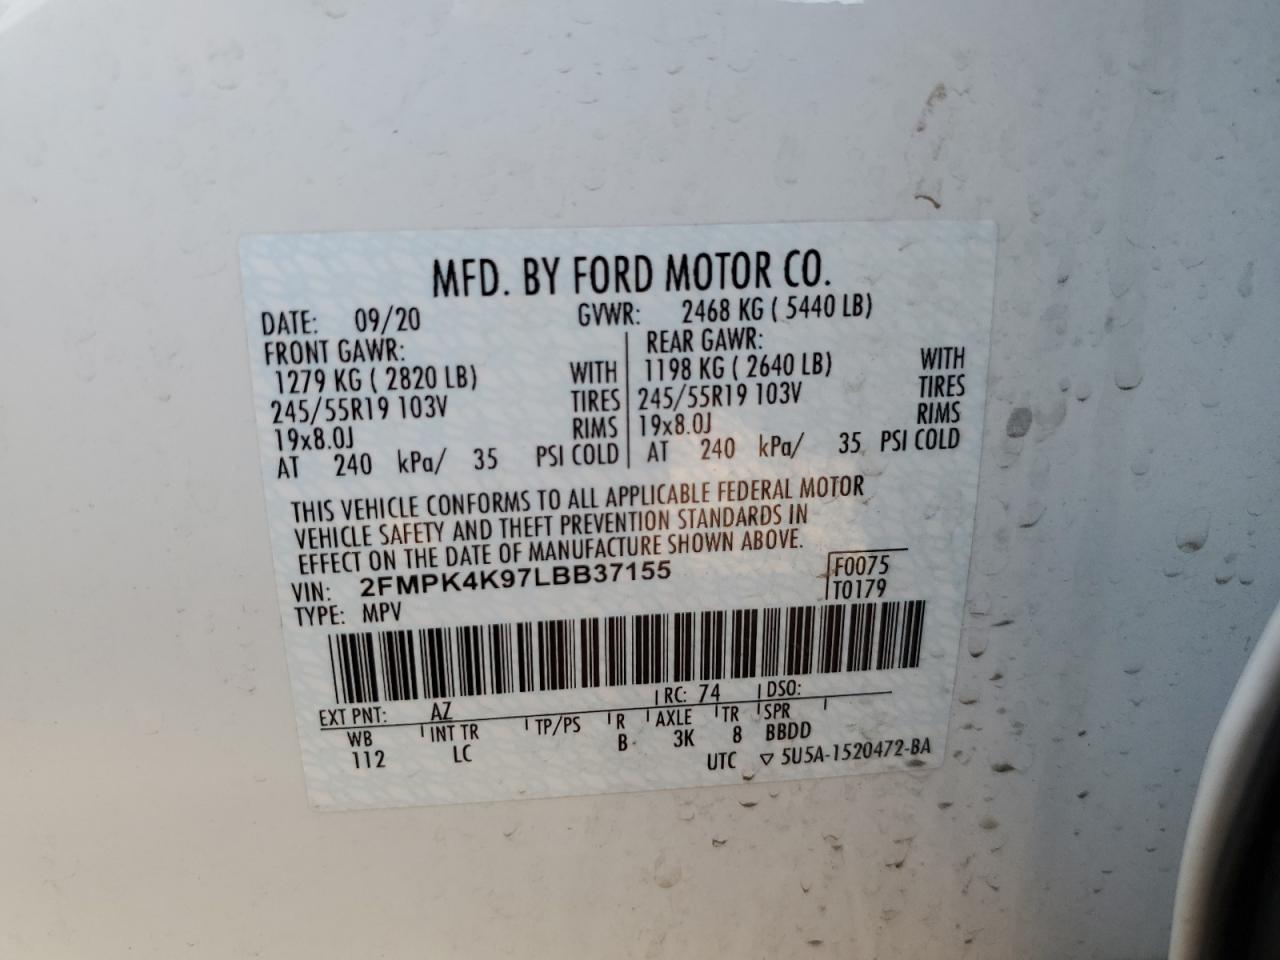 MFD. BY FORD MOTOR CO.
DATE: 09/20 GVWR: 2468 KG ( 5440 LB)
FRONT GAWR: REAR GAWR:
1279 KG ( 2820 LB) WITH 1198 KG ( 2640 LB) WITH
245/55R19 103V TIRES 245/55R19 103V TIRES
19x8.0J RIMS 19x8.0J RIMS
AT 240 kPa/ 35 PSI COLD AT 240 kPa/ 35 PSI COLD
THIS VEHICLE CONFORMS TO ALL APPLICABLE FEDERAL MOTOR
VEHICLE SAFETY AND THEFT PREVENTION STANDARDS IN
EFFECT ON THE DATE OF MANUFACTURE SHOWN ABOVE.
VIN: 2FMPK4K97LBB37155 F0075
TYPE: MPV T0179
EXT PNT: AZ RC: 74 DSO:
WB INT TR TP/PS R AXLE TR SPR
112 LC B 3K 8 BBDD
UTC ▽ 5U5A-1520472-BA